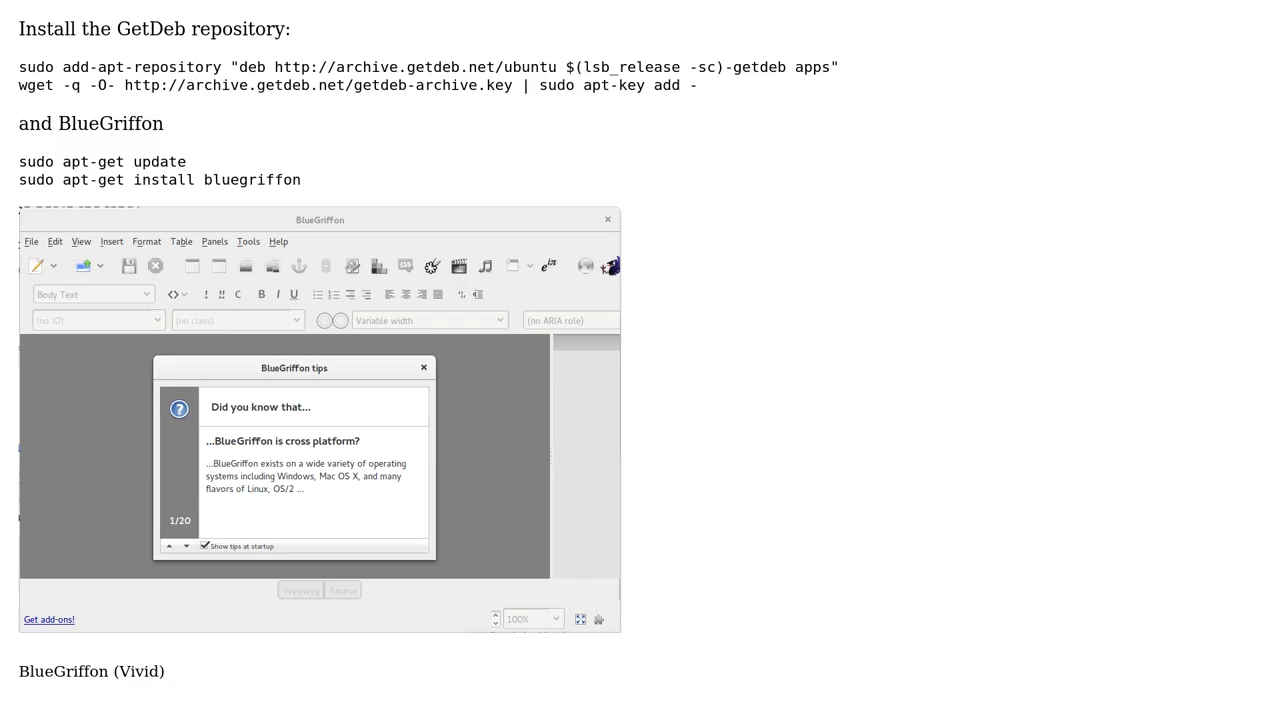 Install the GetDeb repository:
sudo add-apt-repository "deb http://archive.getdeb.net/ubuntu $(lsb_release -sc)-getdeb apps"
wget -q -O- http://archive.getdeb.net/getdeb-archive.key | sudo apt-key add -
and BlueGriffon
sudo apt-get update
sudo apt-get install bluegriffon
BlueGriffon
File Edit View Insert Format Table Panels Tools Help
CSS
Body Text <> ! !! C B I U
(no ID) (no class) Variable width (no ARIA role)
BlueGriffon tips
Did you know that...
...BlueGriffon is cross platform?
...BlueGriffon exists on a wide variety of operating
systems including Windows, Mac OS X, and many
flavors of Linux, OS/2 ...
1/20
Show tips at startup
Wysiwyg Source
Get add-ons! 100%
BlueGriffon (Vivid)